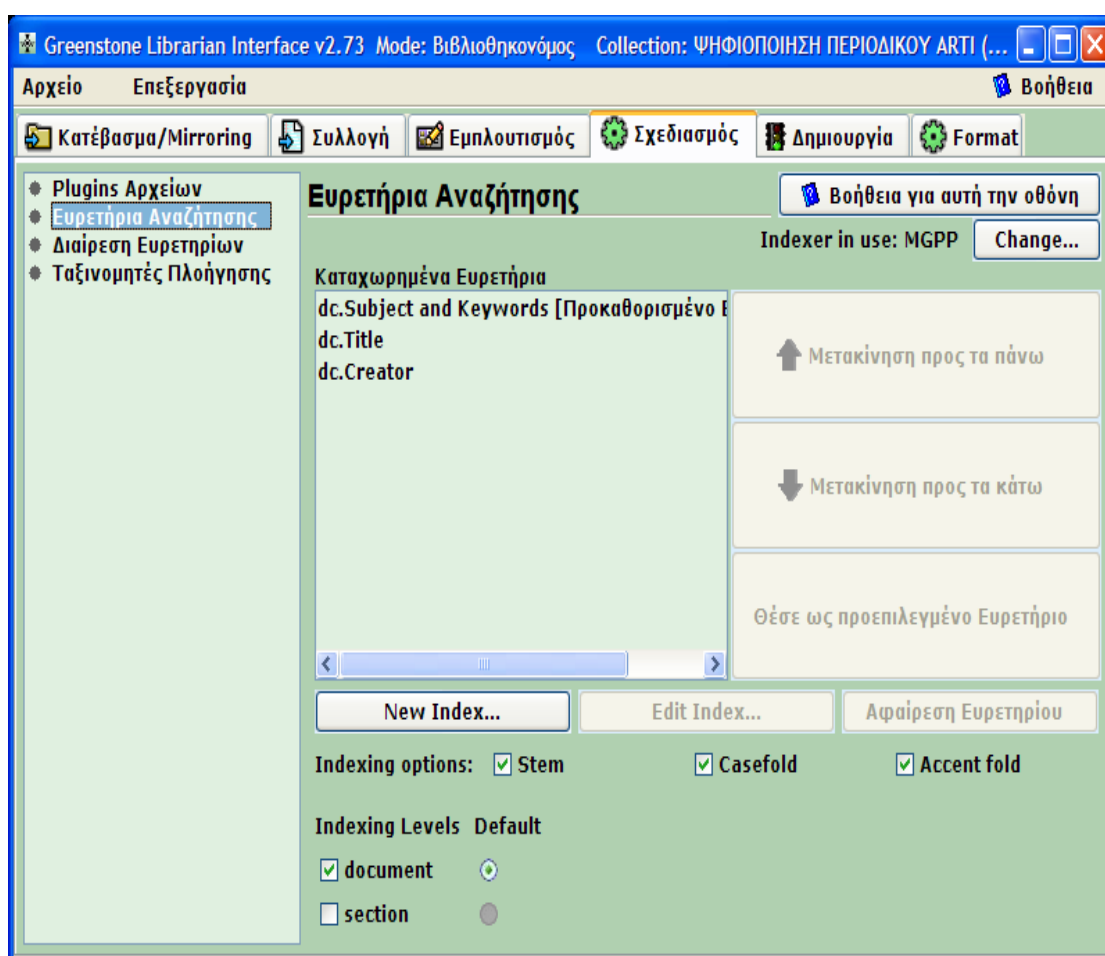 Greenstone Librarian Interface v2.73 Mode: Βιβλιοθηκονόμος Collection: ΨΗΦΙΟΠΟΙΗΣΗ ΠΕΡΙΟΔΙΚΟΥ ARTI (...
Αρχείο Επεξεργασία Βοήθεια
Κατέβασμα/Mirroring Συλλογή Εμπλουτισμός Σχεδιασμός Δημιουργία Format
Plugins Αρχείων
Ευρετήρια Αναζήτησης
Διαίρεση Ευρετηρίων
Ταξινομητές Πλοήγησης
Ευρετήρια Αναζήτησης Βοήθεια για αυτή την οθόνη
Indexer in use: MGPP Change...
Καταχωρημένα Ευρετήρια
dc.Subject and Keywords [Προκαθορισμένο Ε
dc.Title
dc.Creator
Μετακίνηση προς τα πάνω
Μετακίνηση προς τα κάτω
Θέσε ως προεπιλεγμένο Ευρετήριο
New Index... Edit Index... Αφαίρεση Ευρετηρίου
Indexing options: Stem Casefold Accent fold
Indexing Levels Default
document
section